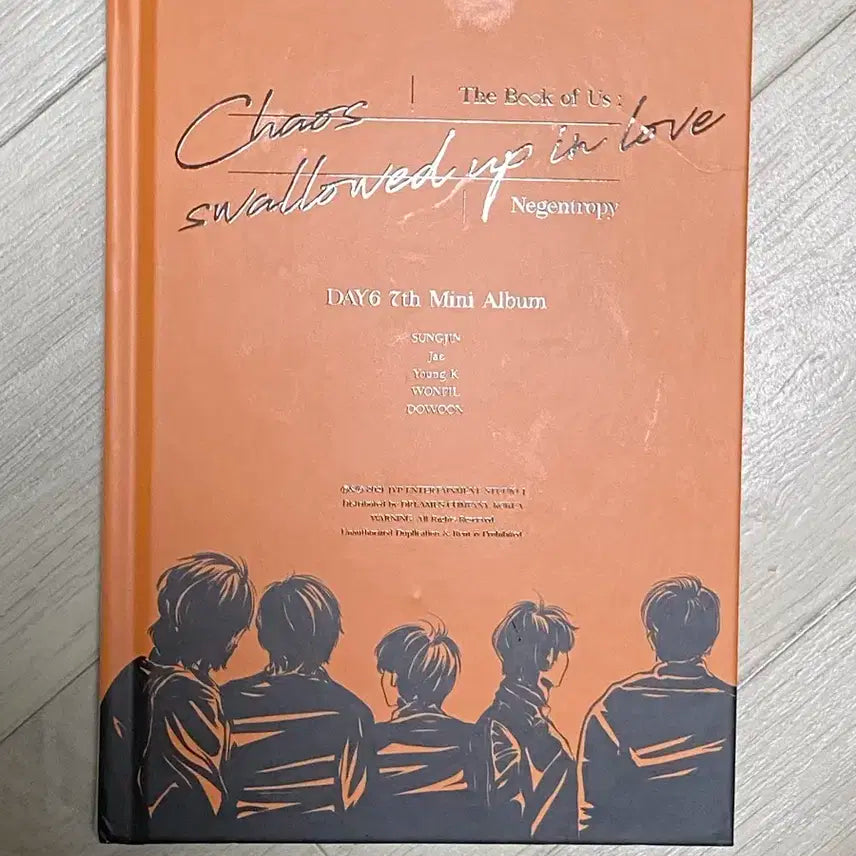 The Book of Us :
Chaos
swallowed up in love
Negentropy
DAY6 7th Mini Album
SUNGJIN
Jae
Young K
WONPIL
DOWOON
JYP ENTERTAINMENT
Distributed by DREAMUS COMPANY KOREA
WARNING All Rights Reserved
Unauthorized Duplication & Rent is Prohibited